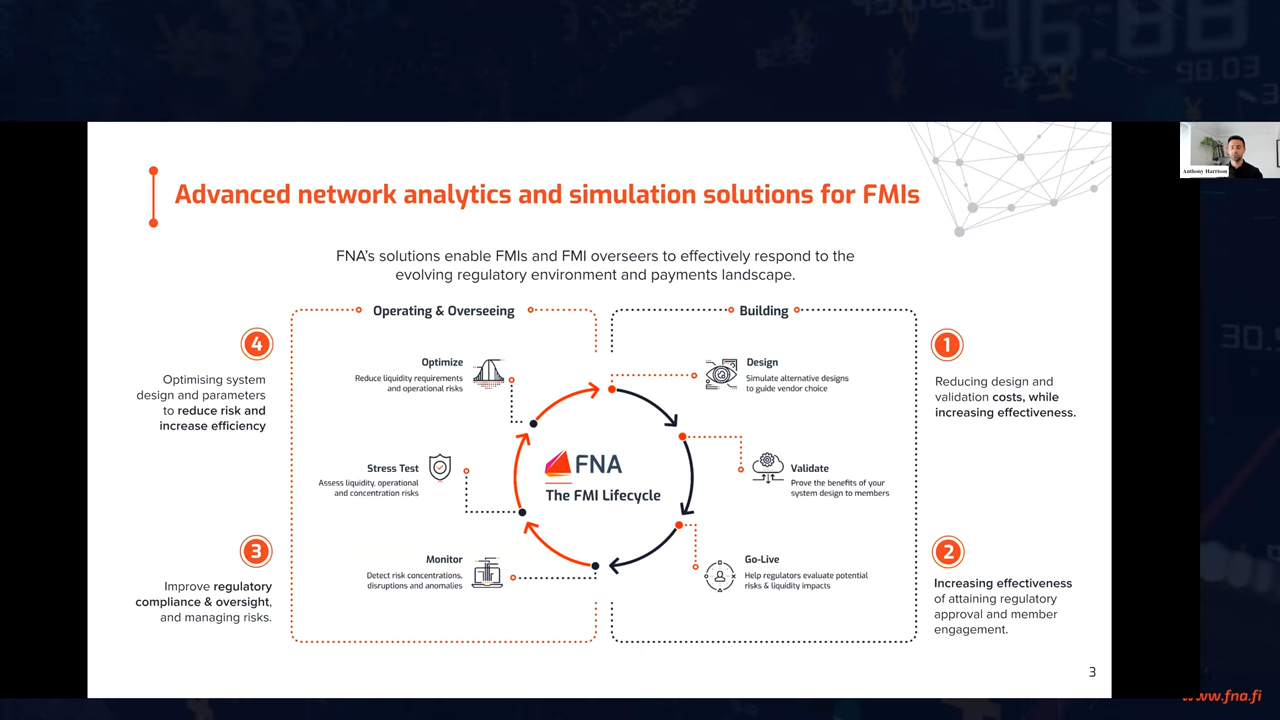 46.88
98.03
Anthony Harrison
Advanced network analytics and simulation solutions for FMIs
FNA's solutions enable FMIs and FMI overseers to effectively respond to the
evolving regulatory environment and payments landscape.
Operating & Overseeing
Building
4
Optimising system
design and parameters
to reduce risk and
increase efficiency
Optimize
Reduce liquidity requirements
and operational risks
Design
Simulate alternative designs
to guide vendor choice
1
Reducing design and
validation costs, while
increasing effectiveness.
FNA
The FMI Lifecycle
Stress Test
Assess liquidity, operational
and concentration risks
Validate
Prove the benefits of your
system design to members
3
Improve regulatory
compliance & oversight,
and managing risks.
Monitor
Detect risk concentrations,
disruptions and anomalies
Go-Live
Help regulators evaluate potential
risks & liquidity impacts
2
Increasing effectiveness
of attaining regulatory
approval and member
engagement.
3
www.fna.fi